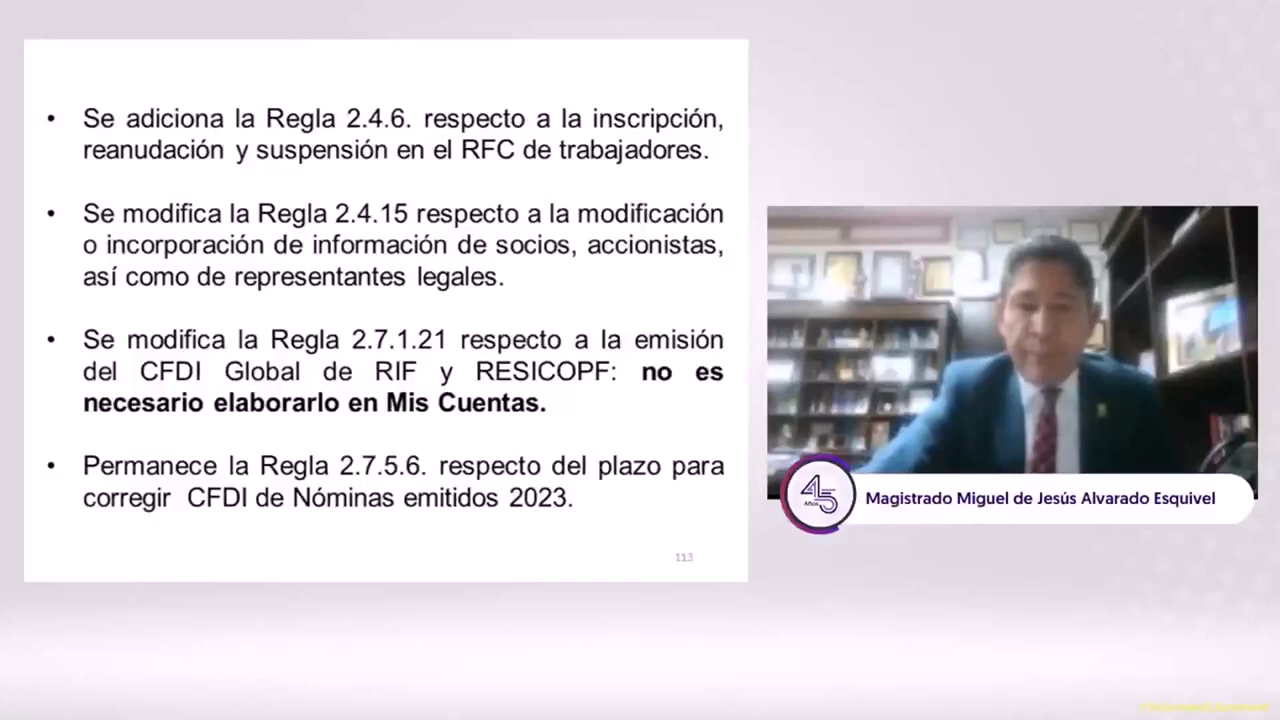 • Se adiciona la Regla 2.4.6. respecto a la inscripción,
reanudación y suspensión en el RFC de trabajadores.
• Se modifica la Regla 2.4.15 respecto a la modificación
o incorporación de información de socios, accionistas,
así como de representantes legales.
• Se modifica la Regla 2.7.1.21 respecto a la emisión
del CFDI Global de RIF y RESICOPF: no es
necesario elaborarlo en Mis Cuentas.
• Permanece la Regla 2.7.5.6. respecto del plazo para
corregir CFDI de Nóminas emitidos 2023.
113
45
Años
Magistrado Miguel de Jesús Alvarado Esquivel